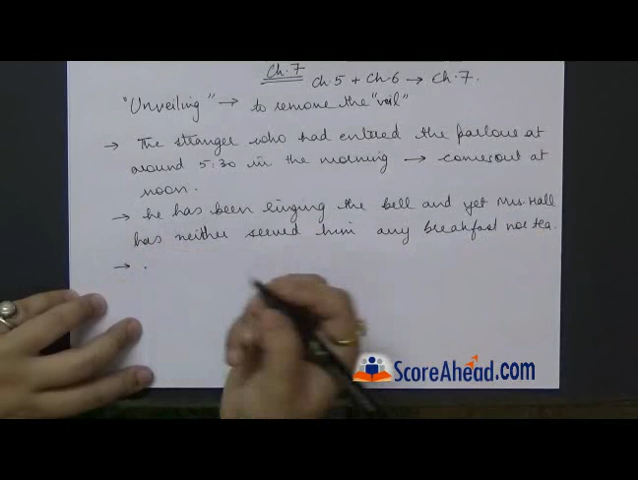 Ch.7
Ch.5 + Ch.6 → Ch.7.
"Unveiling" → to remove the "veil"
→ The stranger who had entered the parlour at
around 5:30 in the morning → comes out at
noon.
→ he has been ringing the bell and yet Mrs. Hall
has neither served him any breakfast nor tea.
→ .
ScoreAhead.com